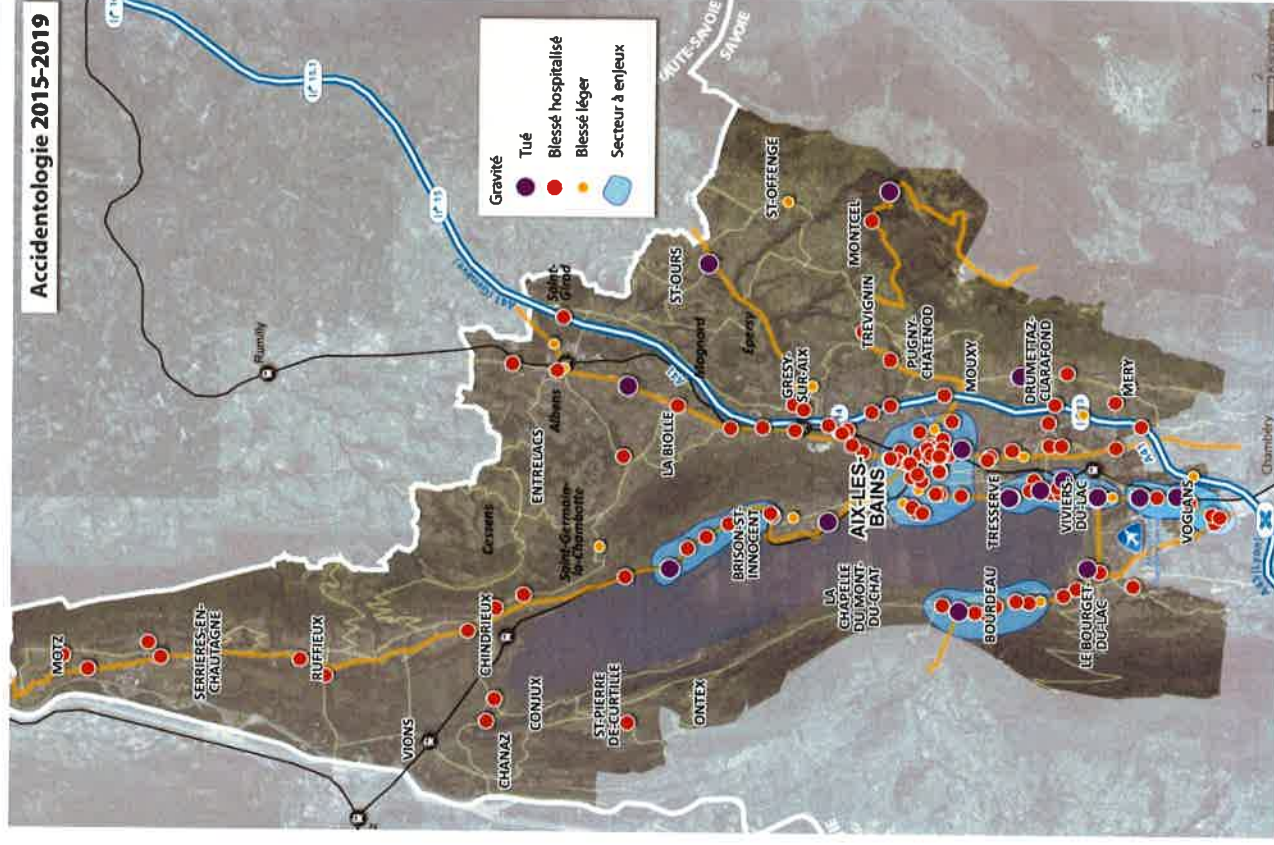 Accidentologie 2015-2019
Gravité
Tué
Blessé hospitalisé
Blessé léger
Secteur à enjeux
HAUTE-SAVOIE
SAVOIE
Rumilly
A41
Saint-
Girod
Albens
ENTRELACS
Cessens
Saint-Germain-
la-Chambotte
LA BIOLLE
Mognard
Epersy
ST-OURS
ST-OFFENGE
MONTCEL
TREVIGNIN
PUGNY-
CHATENOD
GRESY-
SUR-AIX
MOUXY
DRUMETTAZ-
CLARAFOND
MERY
A41
AIX-LES-
BAINS
BRISON-ST-
INNOCENT
TRESSERVE
VIVIERS-
DU-LAC
VOGLANS
Chambéry
LA
CHAPELLE
DU MONT-
DU-CHAT
BOURDEAU
LE BOURGET-
DU-LAC
MOTZ
SERRIERES-EN-
CHAUTAGNE
RUFFIEUX
CHINDRIEUX
VIONS
CHANAZ
CONJUX
ST-PIERRE
DE-CURTILLE
ONTEX
0 1 2